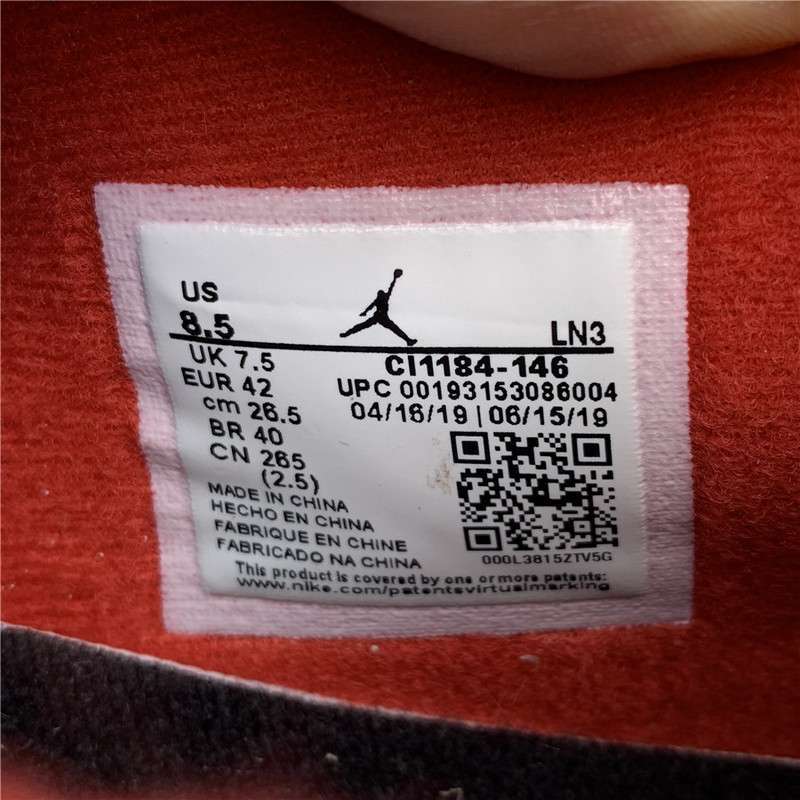 US
8.5
LN3
UK 7.5
CI1184-146
EUR 42
UPC 00193153086004
cm 26.5
04/16/19 | 06/15/19
BR 40
CN 265
(2.5)
MADE IN CHINA
HECHO EN CHINA
FABRIQUE EN CHINE
FABRICADO NA CHINA
000L3815ZTV5G
This product is covered by one or more patents:
www.nike.com/patentsvirtualmarking